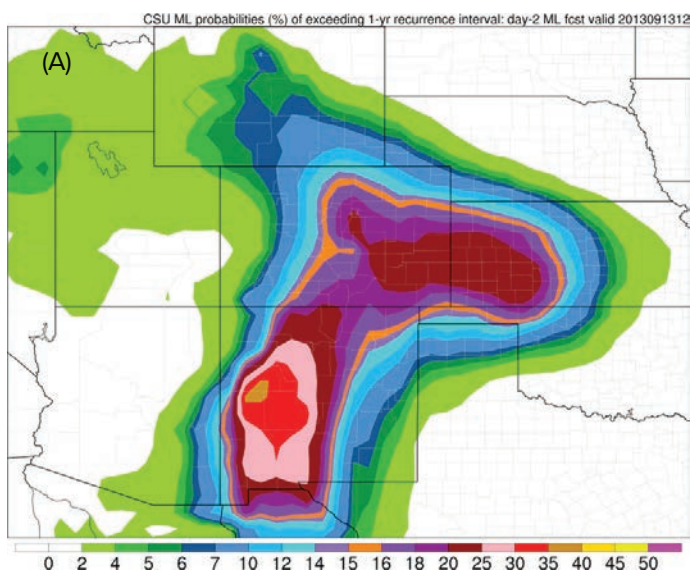 CSU ML probabilities (%) of exceeding 1-yr recurrence interval: day-2 ML fcst valid 2013091312
(A)
0 2 4 5 6 7 10 12 14 15 16 18 20 25 30 35 40 45 50